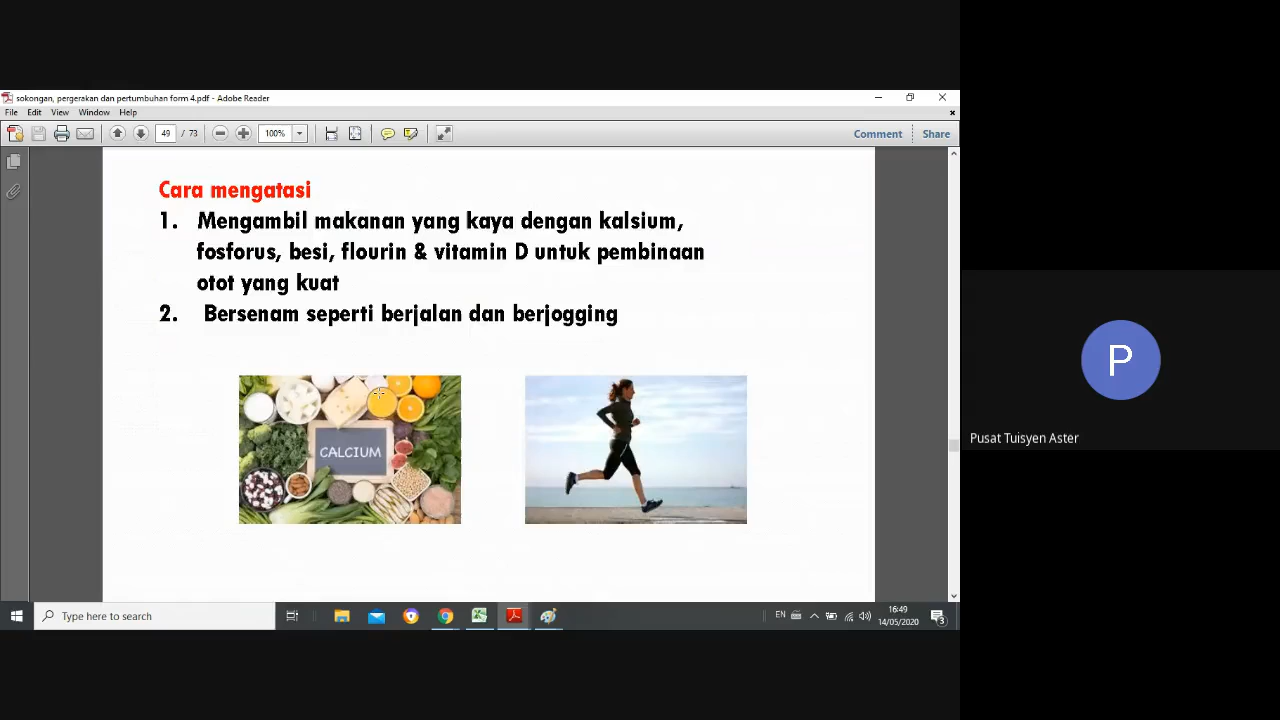 sokongan, pergerakan dan pertumbuhan form 4.pdf - Adobe Reader
File Edit View Window Help
49 / 73 100% Comment Share
Cara mengatasi
1. Mengambil makanan yang kaya dengan kalsium,
fosforus, besi, flourin & vitamin D untuk pembinaan
otot yang kuat
2. Bersenam seperti berjalan dan berjogging
CALCIUM
P
Pusat Tuisyen Aster
Type here to search
EN
16:49
14/05/2020
3